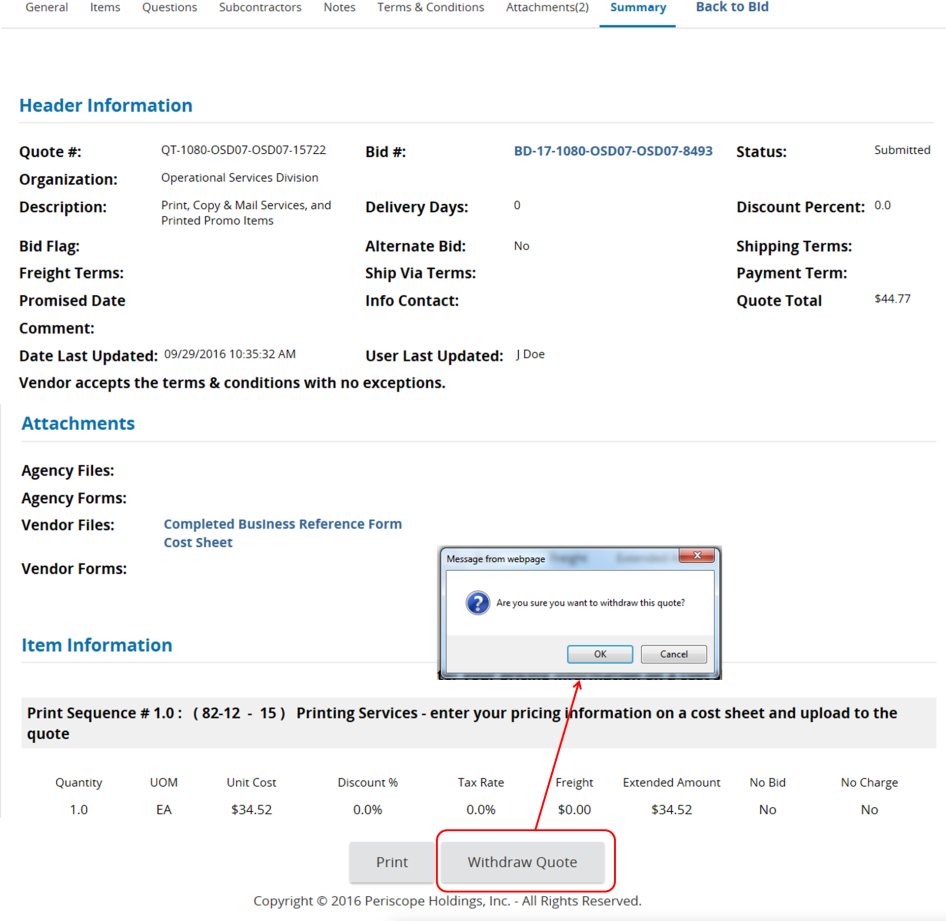 General Items Questions Subcontractors Notes Terms & Conditions Attachments(2) Summary Back to Bid
Header Information
Quote #: QT-1080-OSD07-OSD07-15722 Bid #: BD-17-1080-OSD07-OSD07-8493 Status: Submitted
Organization: Operational Services Division
Description: Print, Copy & Mail Services, and Delivery Days: 0 Discount Percent: 0.0
Printed Promo Items
Bid Flag: Alternate Bid: No Shipping Terms:
Freight Terms: Ship Via Terms: Payment Term:
Promised Date Info Contact: Quote Total $44.77
Comment:
Date Last Updated: 09/29/2016 10:35:32 AM User Last Updated: J Doe
Vendor accepts the terms & conditions with no exceptions.
Attachments
Agency Files:
Agency Forms:
Vendor Files: Completed Business Reference Form
Cost Sheet
Vendor Forms:
Message from webpage
Are you sure you want to withdraw this quote?
OK Cancel
Item Information
Print Sequence # 1.0 : ( 82-12 - 15 ) Printing Services - enter your pricing information on a cost sheet and upload to the
quote
Quantity UOM Unit Cost Discount % Tax Rate Freight Extended Amount No Bid No Charge
1.0 EA $34.52 0.0% 0.0% $0.00 $34.52 No No
Print Withdraw Quote
Copyright © 2016 Periscope Holdings, Inc. - All Rights Reserved.